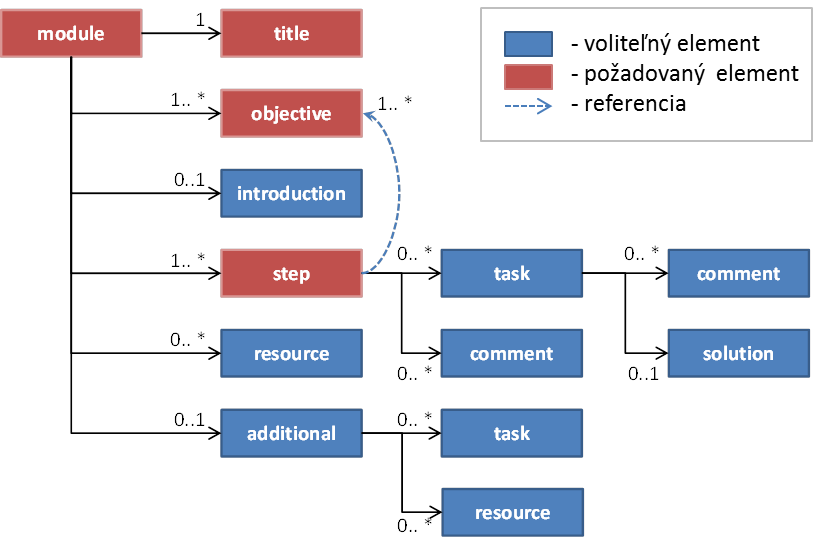 module
1
title
- voliteľný element
- požadovaný element
- referencia
1.. *
objective
1.. *
0..1
introduction
1.. *
step
0.. *
task
0.. *
comment
0.. *
resource
0.. *
comment
0..1
solution
0..1
additional
0.. *
task
0.. *
resource